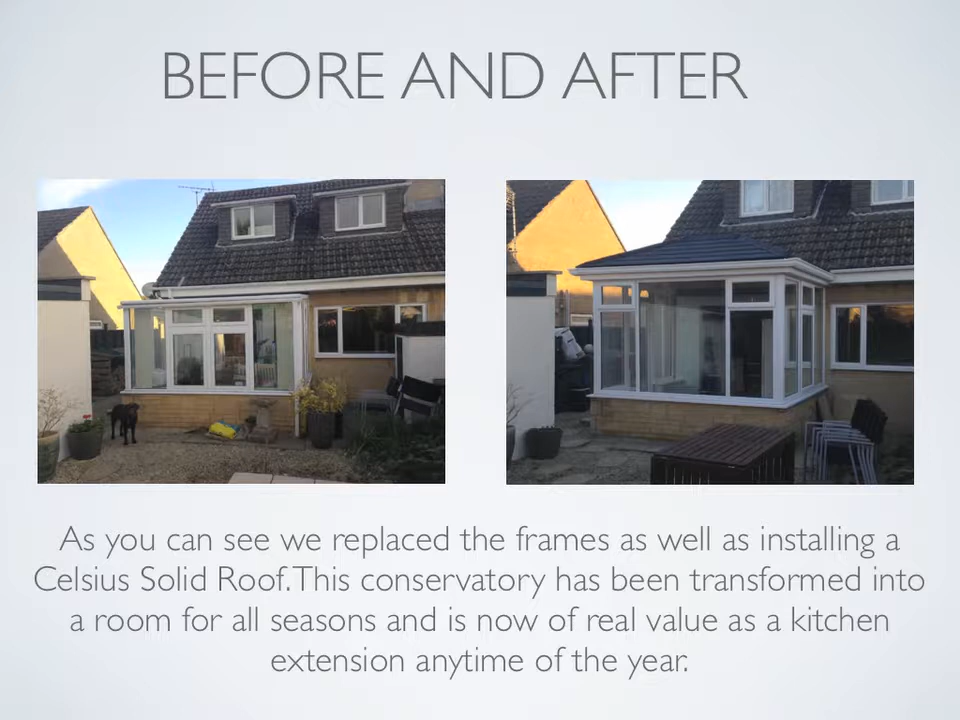 BEFORE AND AFTER
As you can see we replaced the frames as well as installing a
Celsius Solid Roof. This conservatory has been transformed into
a room for all seasons and is now of real value as a kitchen
extension anytime of the year.